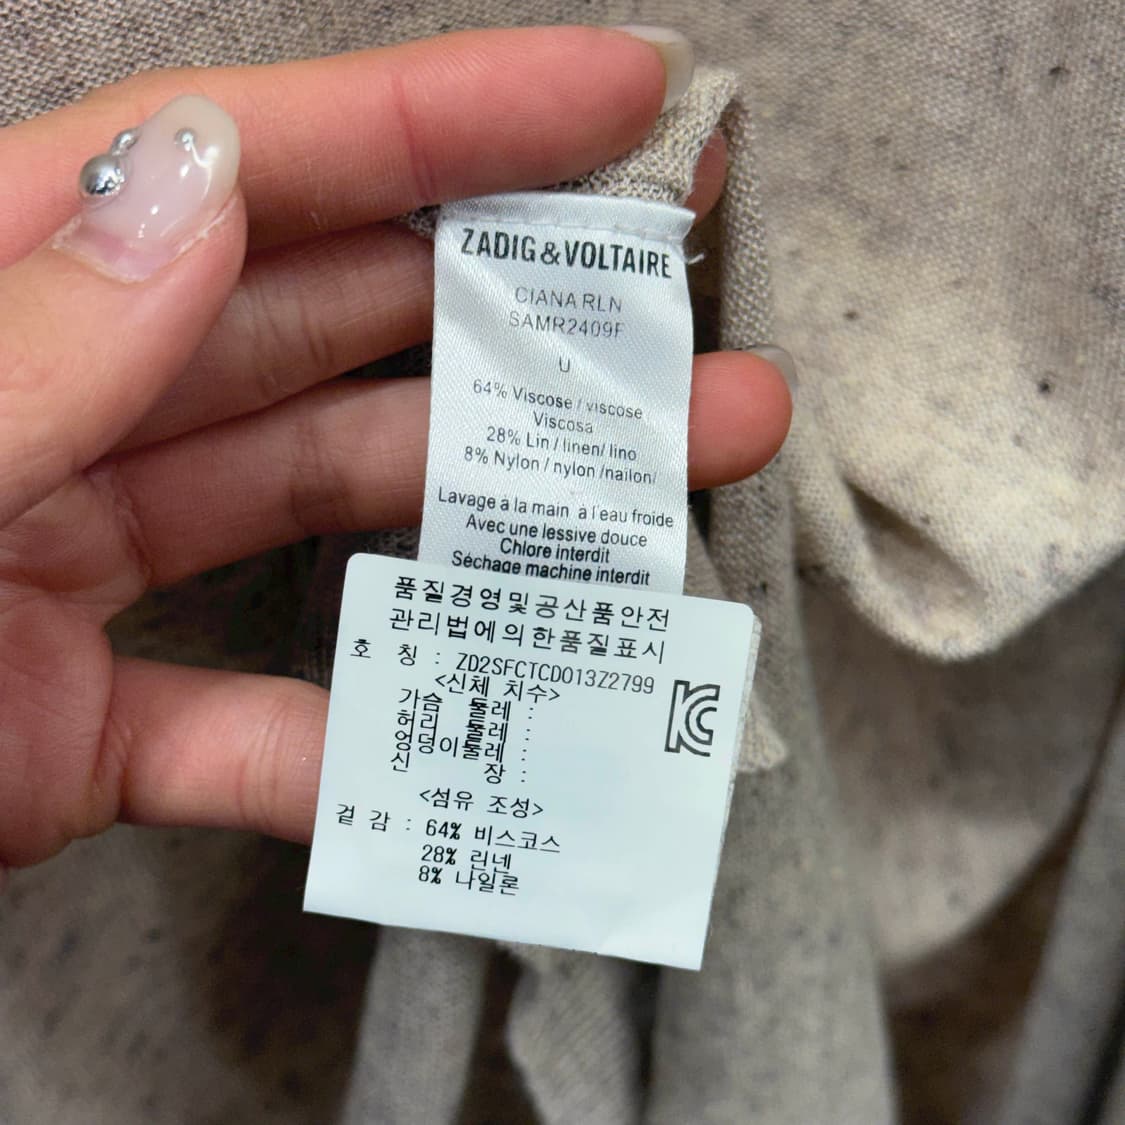 ZADIG & VOLTAIRE
CIANA RLN
SAMR2409F
U
64% Viscose / viscose
Viscosa
28% Lin / linen/ lino
8% Nylon / nylon /nailon/
Lavage à la main à l'eau froide
Avec une lessive douce
Chlore interdit
Séchage machine interdit
품질경영및공산품안전
관리법에의한품질표시
호 칭 : ZD2SFCTCD013Z2799
<신체 치수>
가슴 둘레 :
허리 둘레 :
엉덩이둘레 :
신 장 :
<섬유 조성>
겉 감 : 64% 비스코스
28% 린넨
8% 나일론